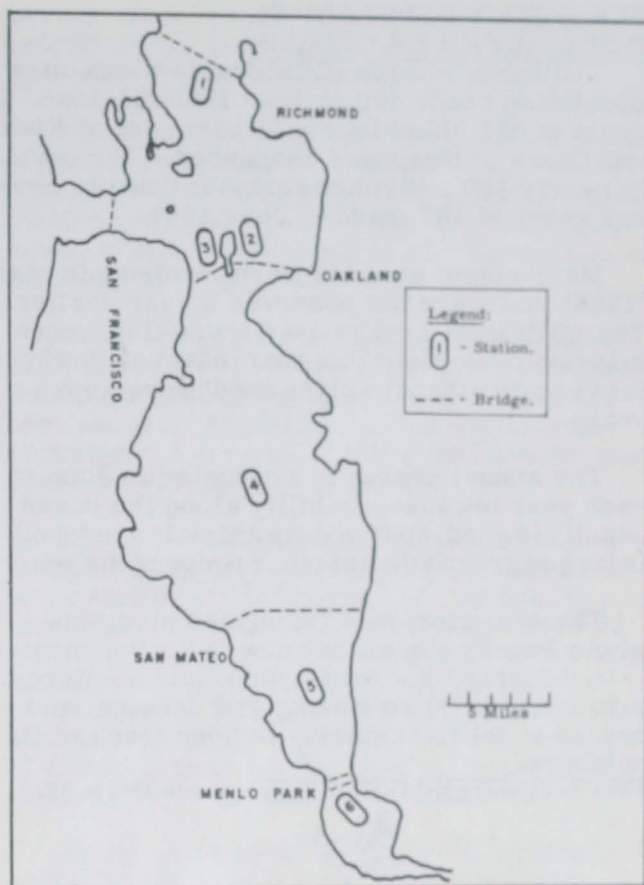 1
RICHMOND
3
2
OAKLAND
SAN FRANCISCO
Legend:
1 - Station.
--- - Bridge.
4
SAN MATEO
5
5 Miles
MENLO PARK
6